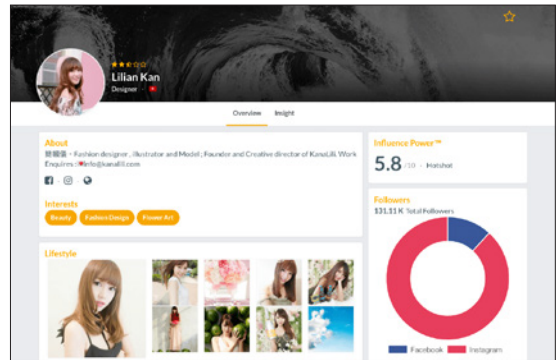 Lilian Kan
Designer
Overview Insight
About
Fashion designer, Illustrator and Model; Founder and Creative director of KanaLili. Work
Enquires: info@kanalili.com
Interests
Beauty Fashion Design Flower Art
Lifestyle
Influence Power™
5.8 /10 - Hotshot
Followers
131.11 K Total Followers
Facebook Instagram